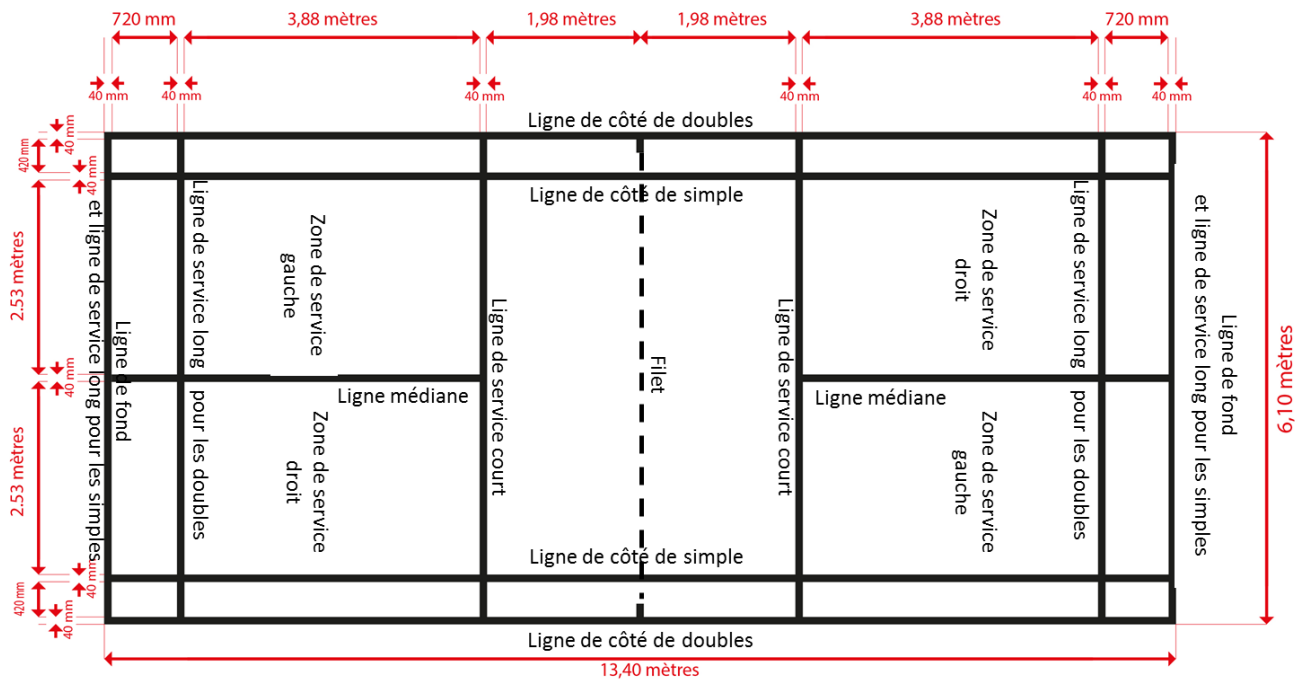 720 mm
3,88 mètres
1,98 mètres
1,98 mètres
3,88 mètres
720 mm
40 mm
40 mm
40 mm
40 mm
40 mm
40 mm
Ligne de côté de doubles
40 mm
420 mm
40 mm
Ligne de côté de simple
2.53 mètres
et ligne de service long pour les simples
Ligne de fond
Ligne de service long pour les doubles
Zone de service
gauche
Ligne de service court
Filet
Ligne de service court
Zone de service
droit
Ligne de service long pour les doubles
Ligne de fond
et ligne de service long pour les simples
6,10 mètres
40 mm
Ligne médiane
Ligne médiane
2.53 mètres
Zone de service
droit
Zone de service
gauche
Ligne de côté de simple
40 mm
420 mm
40 mm
Ligne de côté de doubles
13,40 mètres